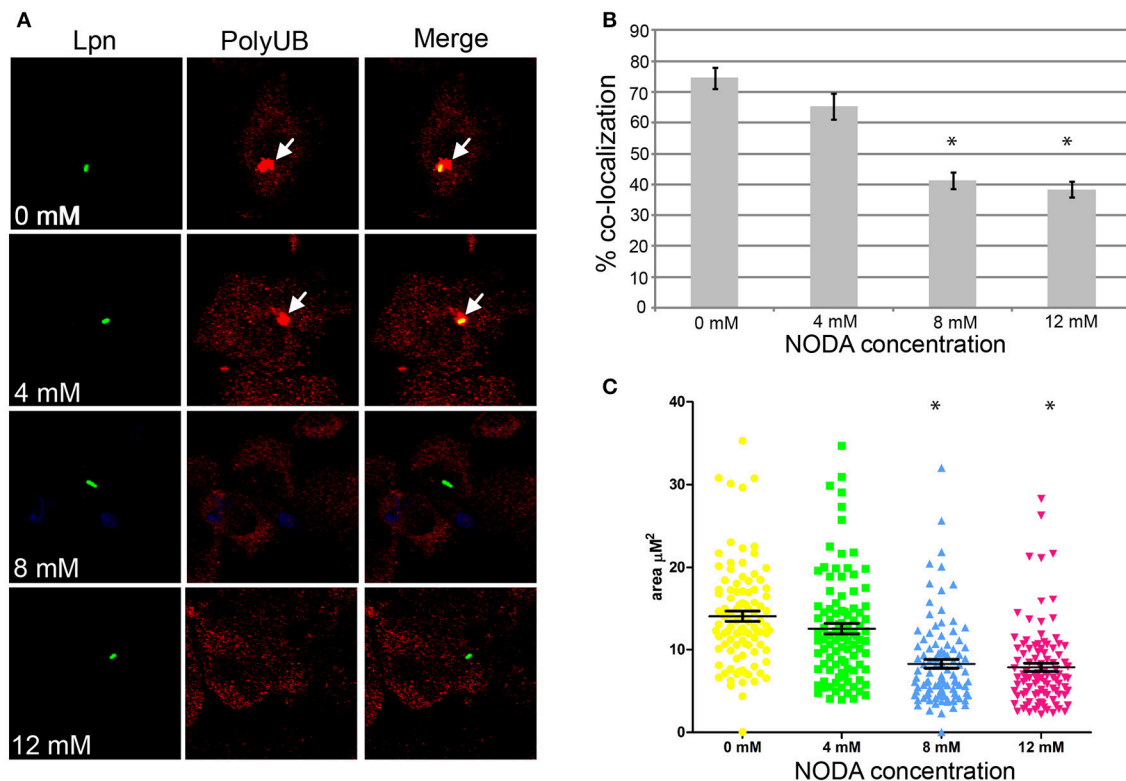 A
Lpn PolyUB Merge
0 mM
4 mM
8 mM
12 mM
B
% co-localization
90
80
70
60
50
40
30
20
10
0
* *
0 mM 4 mM 8 mM 12 mM
NODA concentration
C
area µM²
40
30
20
10
0
* *
0 mM 4 mM 8 mM 12 mM
NODA concentration